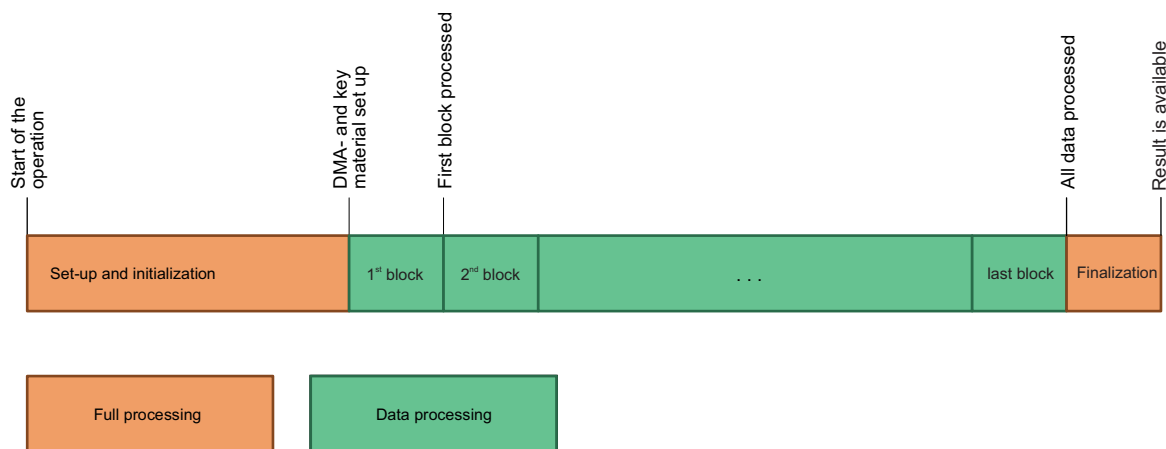 Start of the
operation
DMA- and key
material set up
First block processed
All data processed
Result is available
Set-up and initialization
1st block
2nd block
. . .
last block
Finalization
Full processing
Data processing